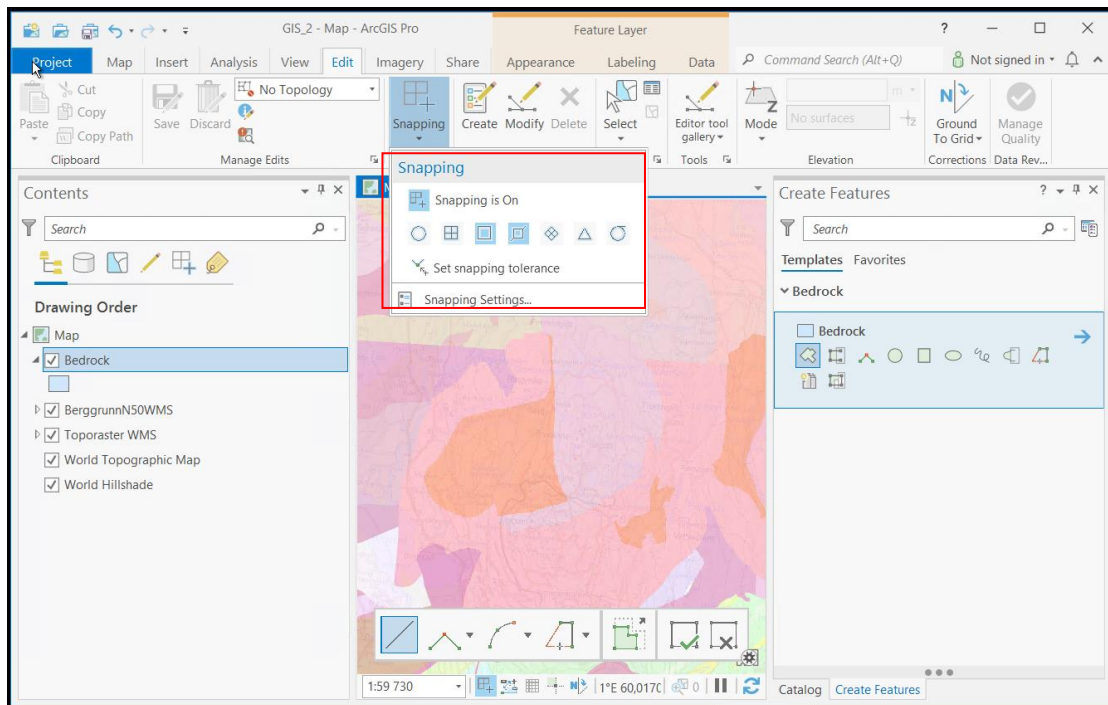 GIS_2 - Map - ArcGIS Pro
Feature Layer
?
Project Map Insert Analysis View Edit Imagery Share Appearance Labeling Data
Command Search (Alt+Q)
Not signed in
Paste
Cut
Copy
Copy Path
Clipboard
Save Discard
No Topology
Manage Edits
Snapping
Create Modify Delete
Select
Editor tool gallery
Tools
Mode
No surfaces
m
Z
Elevation
Ground To Grid
Corrections
Manage Quality
Data Rev...
Snapping
Snapping is On
Set snapping tolerance
Snapping Settings...
Contents
Search
Drawing Order
Map
Bedrock
BerggrunnN50WMS
Toporaster WMS
World Topographic Map
World Hillshade
Create Features
?
Search
Templates Favorites
Bedrock
Bedrock
1:59 730
1°E 60,017
0
Catalog Create Features